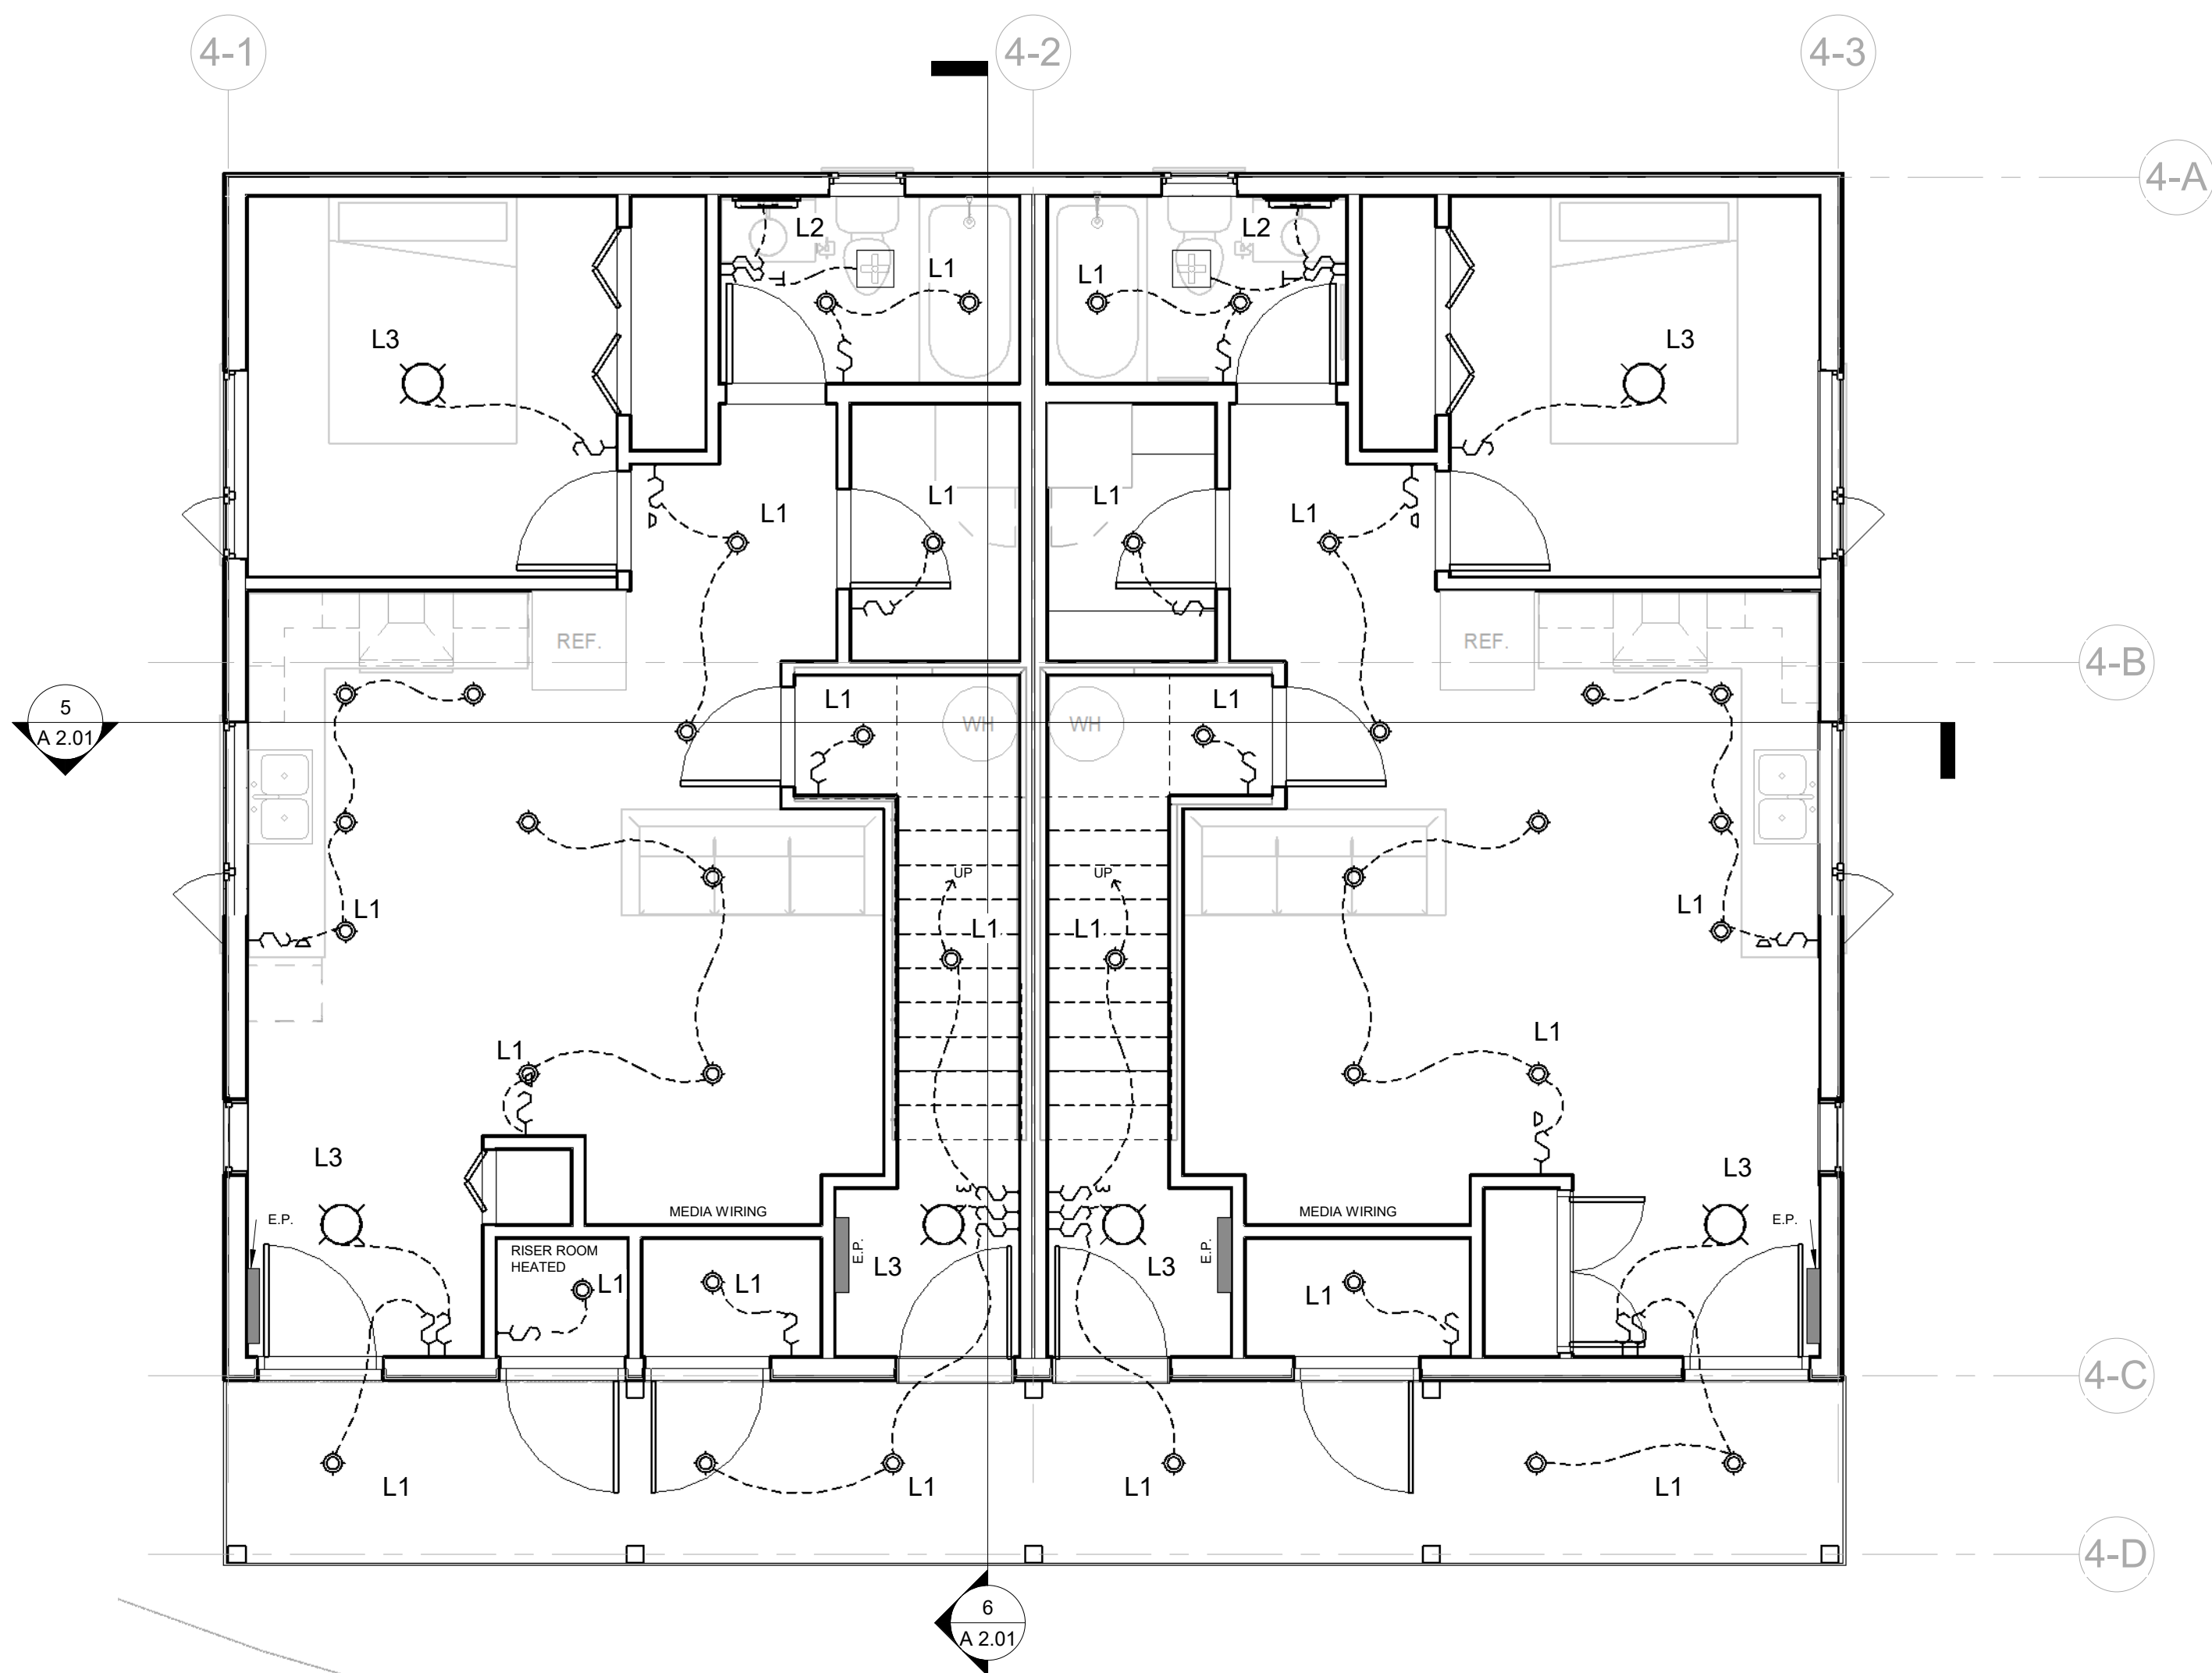 4-1
4-2
4-3
4-A
L2
L2
L1
L1
L3
L3
L1
L1
L1
L1
REF.
REF.
4-B
L1
L1
5
A 2.01
WH
WH
UP
UP
L1
L1
L1
L1
L1
L1
L3
L3
MEDIA WIRING
MEDIA WIRING
E.P.
E.P.
E.P.
E.P.
RISER ROOM
HEATED
L3
L3
L1
L1
L1
4-C
L1
L1
L1
L1
4-D
6
A 2.01